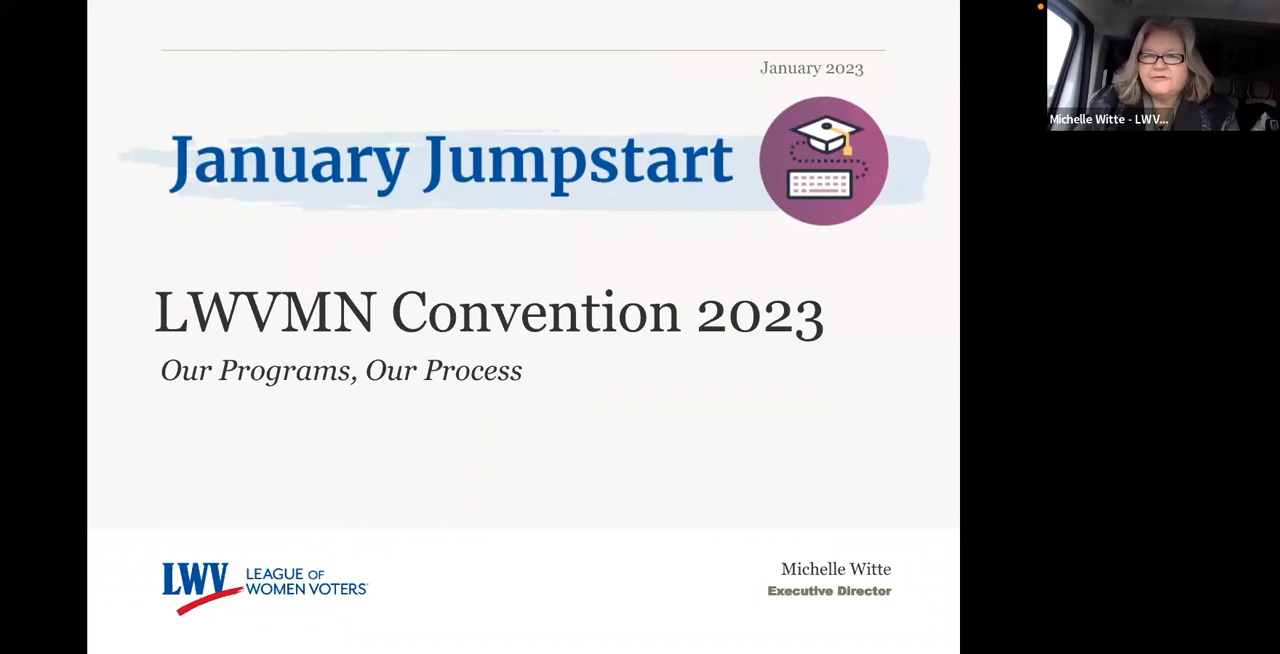 January 2023
January Jumpstart
LWVMN Convention 2023
Our Programs, Our Process
LWV LEAGUE OF
WOMEN VOTERS®
Michelle Witte
Executive Director
Michelle Witte - LWV...